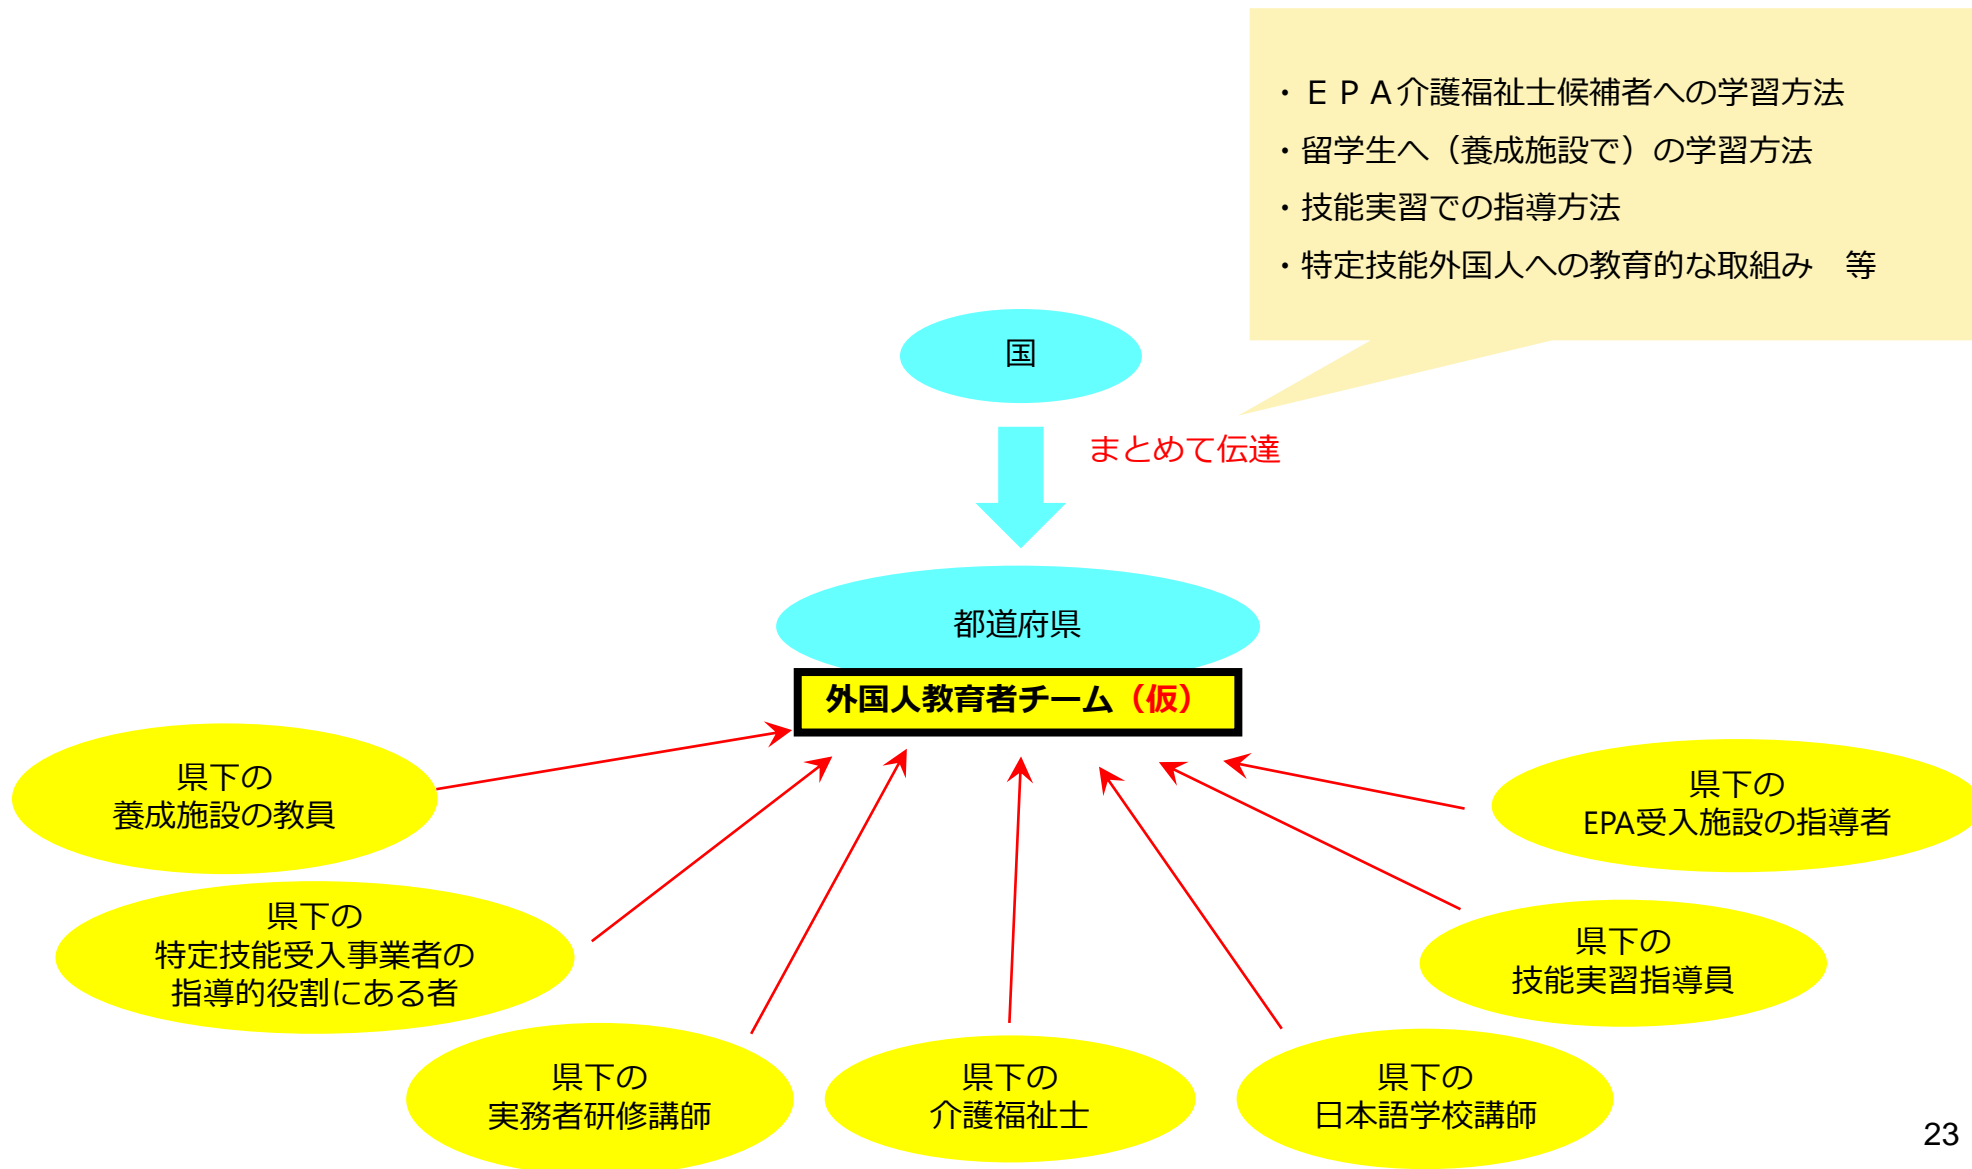 ・ＥＰＡ介護福祉士候補者への学習方法
・留学生へ（養成施設で）の学習方法
・技能実習での指導方法
・特定技能外国人への教育的な取組み　等
国
まとめて伝達
都道府県
外国人教育者チーム（仮）
県下の
養成施設の教員
県下の
EPA受入施設の指導者
県下の
特定技能受入事業者の
指導的役割にある者
県下の
技能実習指導員
県下の
実務者研修講師
県下の
介護福祉士
県下の
日本語学校講師
23